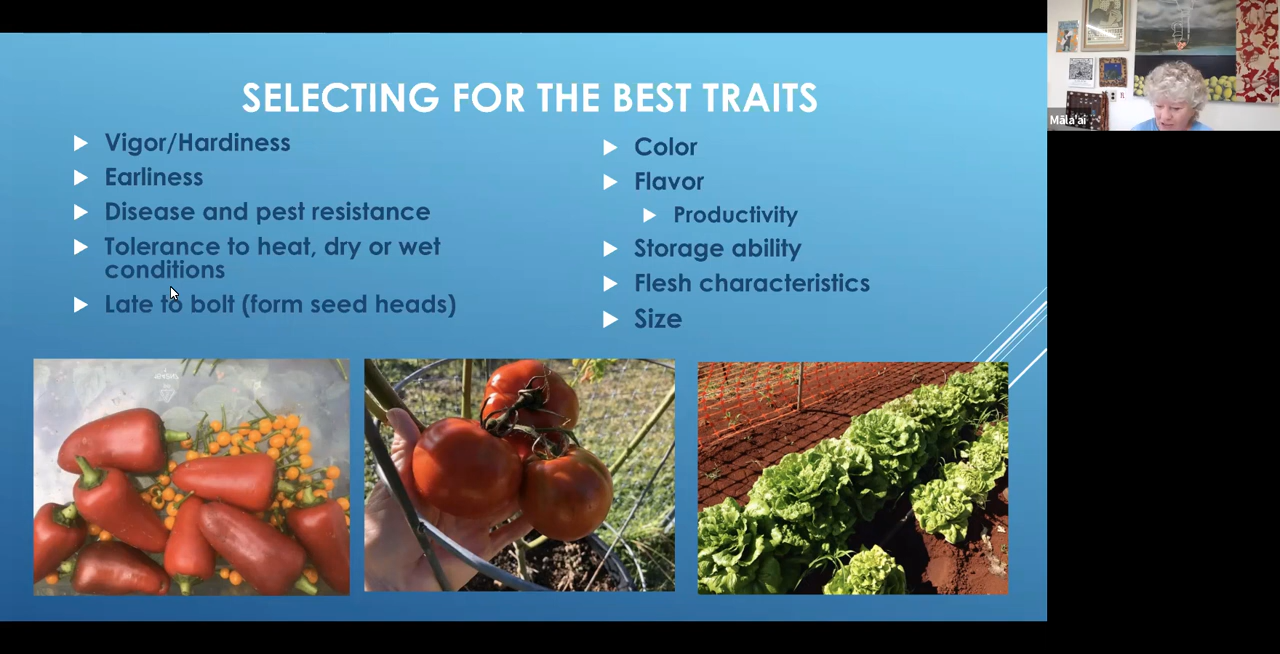 SELECTING FOR THE BEST TRAITS
Vigor/Hardiness
Earliness
Disease and pest resistance
Tolerance to heat, dry or wet
conditions
Late to bolt (form seed heads)
Color
Flavor
Productivity
Storage ability
Flesh characteristics
Size
Māla'ai